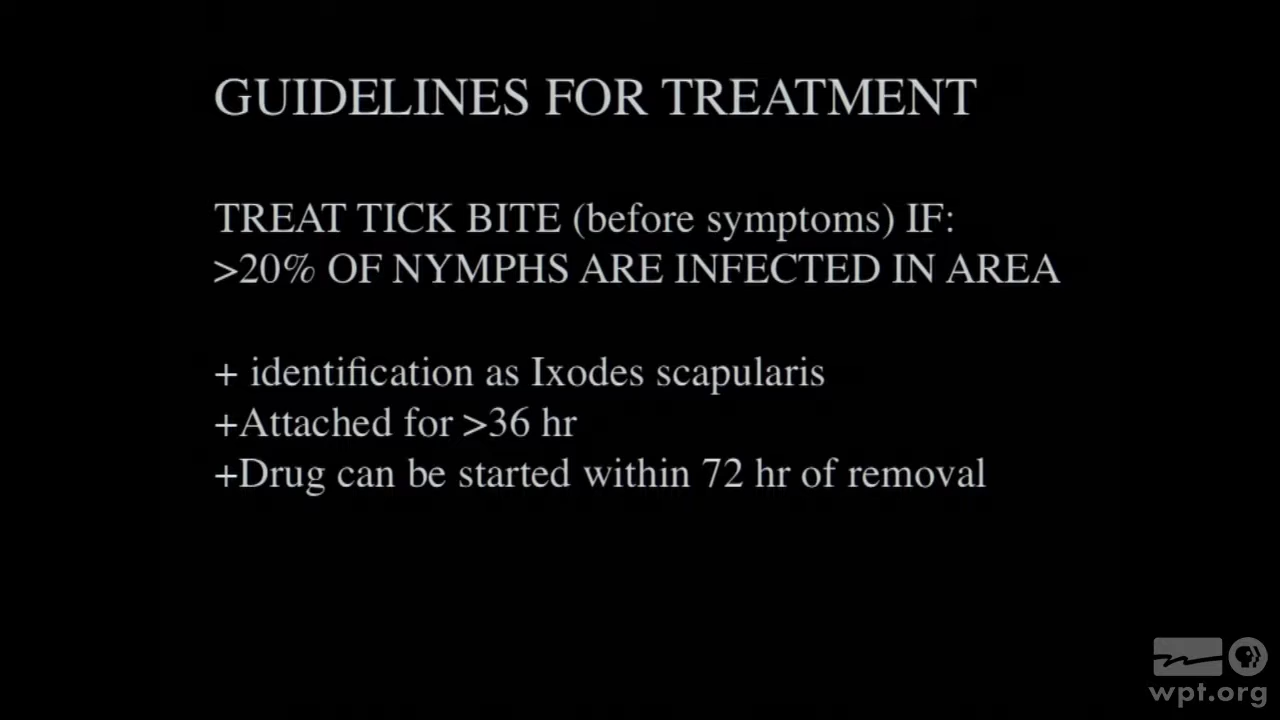 GUIDELINES FOR TREATMENT
TREAT TICK BITE (before symptoms) IF:
>20% OF NYMPHS ARE INFECTED IN AREA
+ identification as Ixodes scapularis
+Attached for >36 hr
+Drug can be started within 72 hr of removal
wpt.org